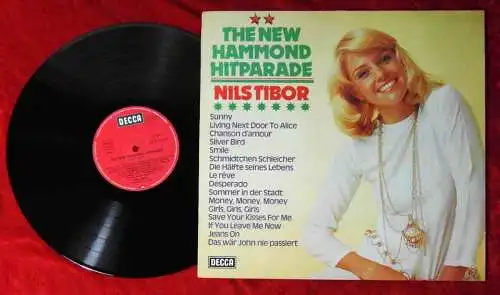 DECCA
THE NEW
HAMMOND
HITPARADE
NILS TIBOR
Sunny
Living Next Door To Alice
Chanson d'amour
Silver Bird
Smile
Schmidtchen Schleicher
Die Hälfte seines Lebens
Le rêve
Desperado
Sommer in der Stadt
Money, Money, Money
Girls, Girls, Girls
Save Your Kisses For Me
If You Leave Me Now
Jeans On
Das wär John nie passiert
DECCA